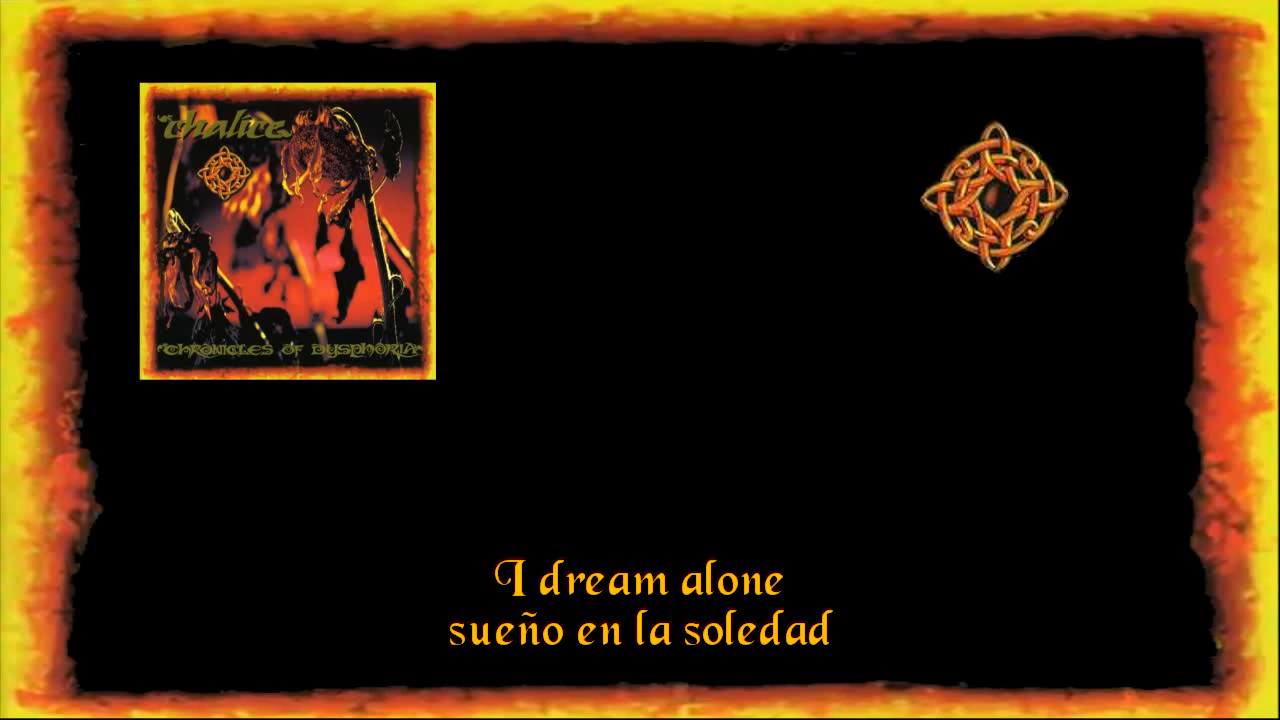 chalice
CHRONICLES OF DYSPHORIA
I dream alone
sueño en la soledad